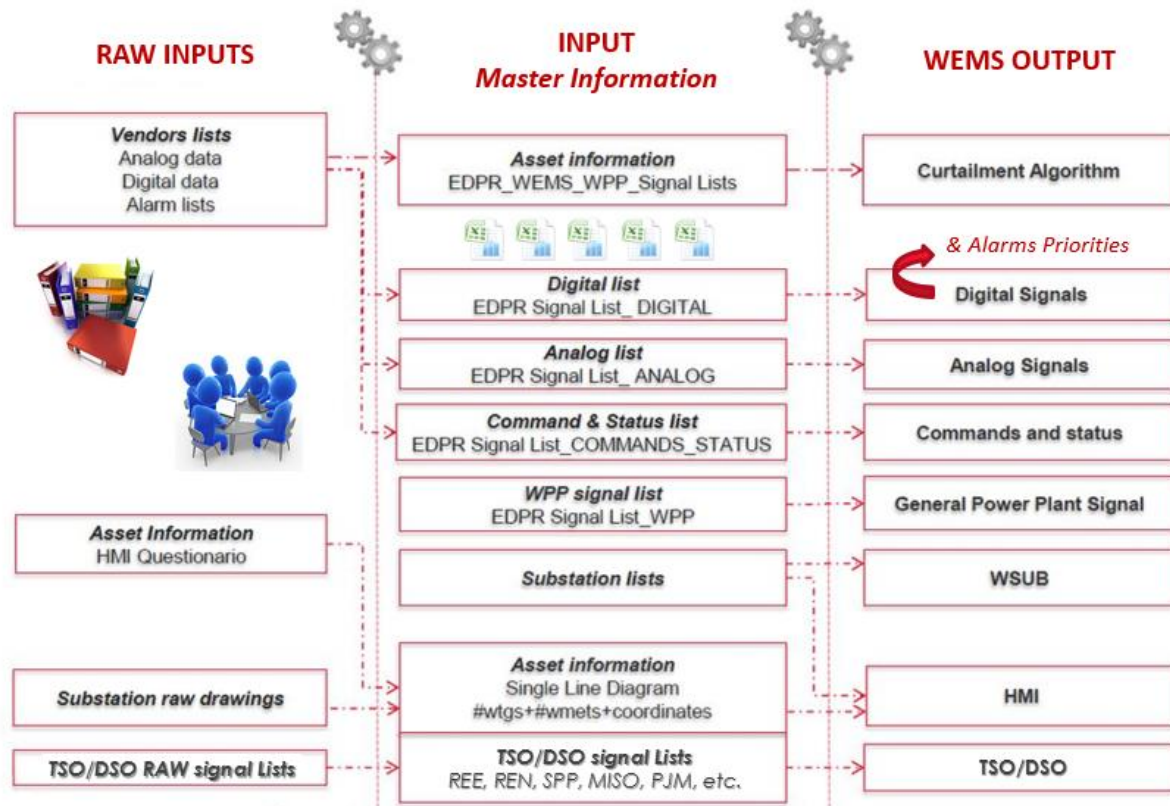 RAW INPUTS
Vendors lists
Analog data
Digital data
Alarm lists
Asset Information
HMI Questionario
Substation raw drawings
TSO/DSO RAW signal Lists
INPUT
Master Information
Asset information
EDPR_WEMS_WPP_Signal Lists
Digital list
EDPR Signal List_ DIGITAL
Analog list
EDPR Signal List_ ANALOG
Command & Status list
EDPR Signal List_COMMANDS_STATUS
WPP signal list
EDPR Signal List_WPP
Substation lists
Asset information
Single Line Diagram
#wtgs+#wmets+coordinates
TSO/DSO signal Lists
REE, REN, SPP, MISO, PJM, etc.
WEMS OUTPUT
Curtailment Algorithm
& Alarms Priorities
Digital Signals
Analog Signals
Commands and status
General Power Plant Signal
WSUB
HMI
TSO/DSO